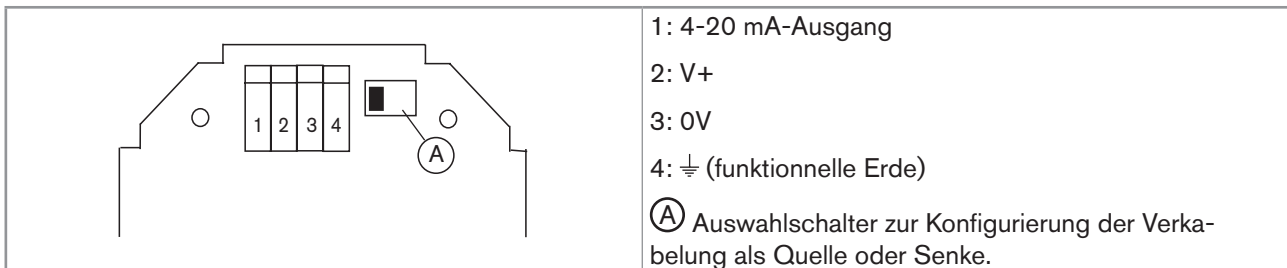 1 2 3 4
A
1: 4-20 mA-Ausgang
2: V+
3: 0V
4: ⏚ (funktionnelle Erde)
Ⓐ Auswahlschalter zur Konfigurierung der Verka-
belung als Quelle oder Senke.